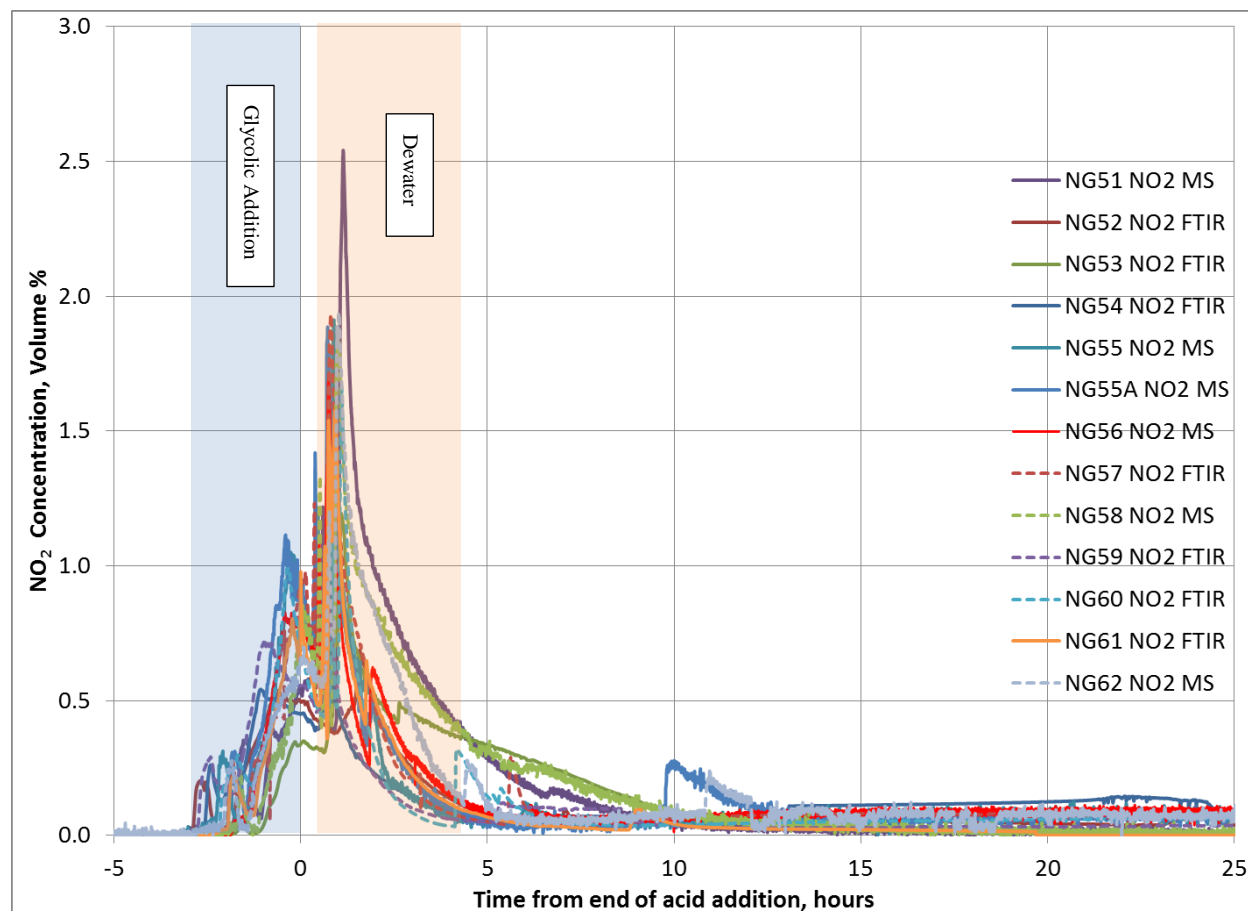 3.0
2.5
2.0
1.5
1.0
0.5
0.0
NO₂ Concentration, Volume %
Glycolic Addition
Dewater
NG51 NO2 MS
NG52 NO2 FTIR
NG53 NO2 FTIR
NG54 NO2 FTIR
NG55 NO2 MS
NG55A NO2 MS
NG56 NO2 MS
NG57 NO2 FTIR
NG58 NO2 MS
NG59 NO2 FTIR
NG60 NO2 FTIR
NG61 NO2 FTIR
NG62 NO2 MS
-5 0 5 10 15 20 25
Time from end of acid addition, hours